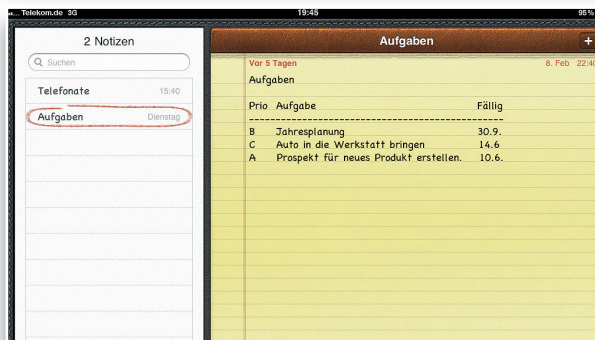 ... Telekom.de 3G 19:45 95%
2 Notizen
Suchen
Telefonate 15:40
Aufgaben Dienstag
Aufgaben +
Vor 5 Tagen 8. Feb 22:40
Aufgaben
Prio Aufgabe Fällig
--------------------------------------------------
B Jahresplanung 30.9.
C Auto in die Werkstatt bringen 14.6
A Prospekt für neues Produkt erstellen. 10.6.